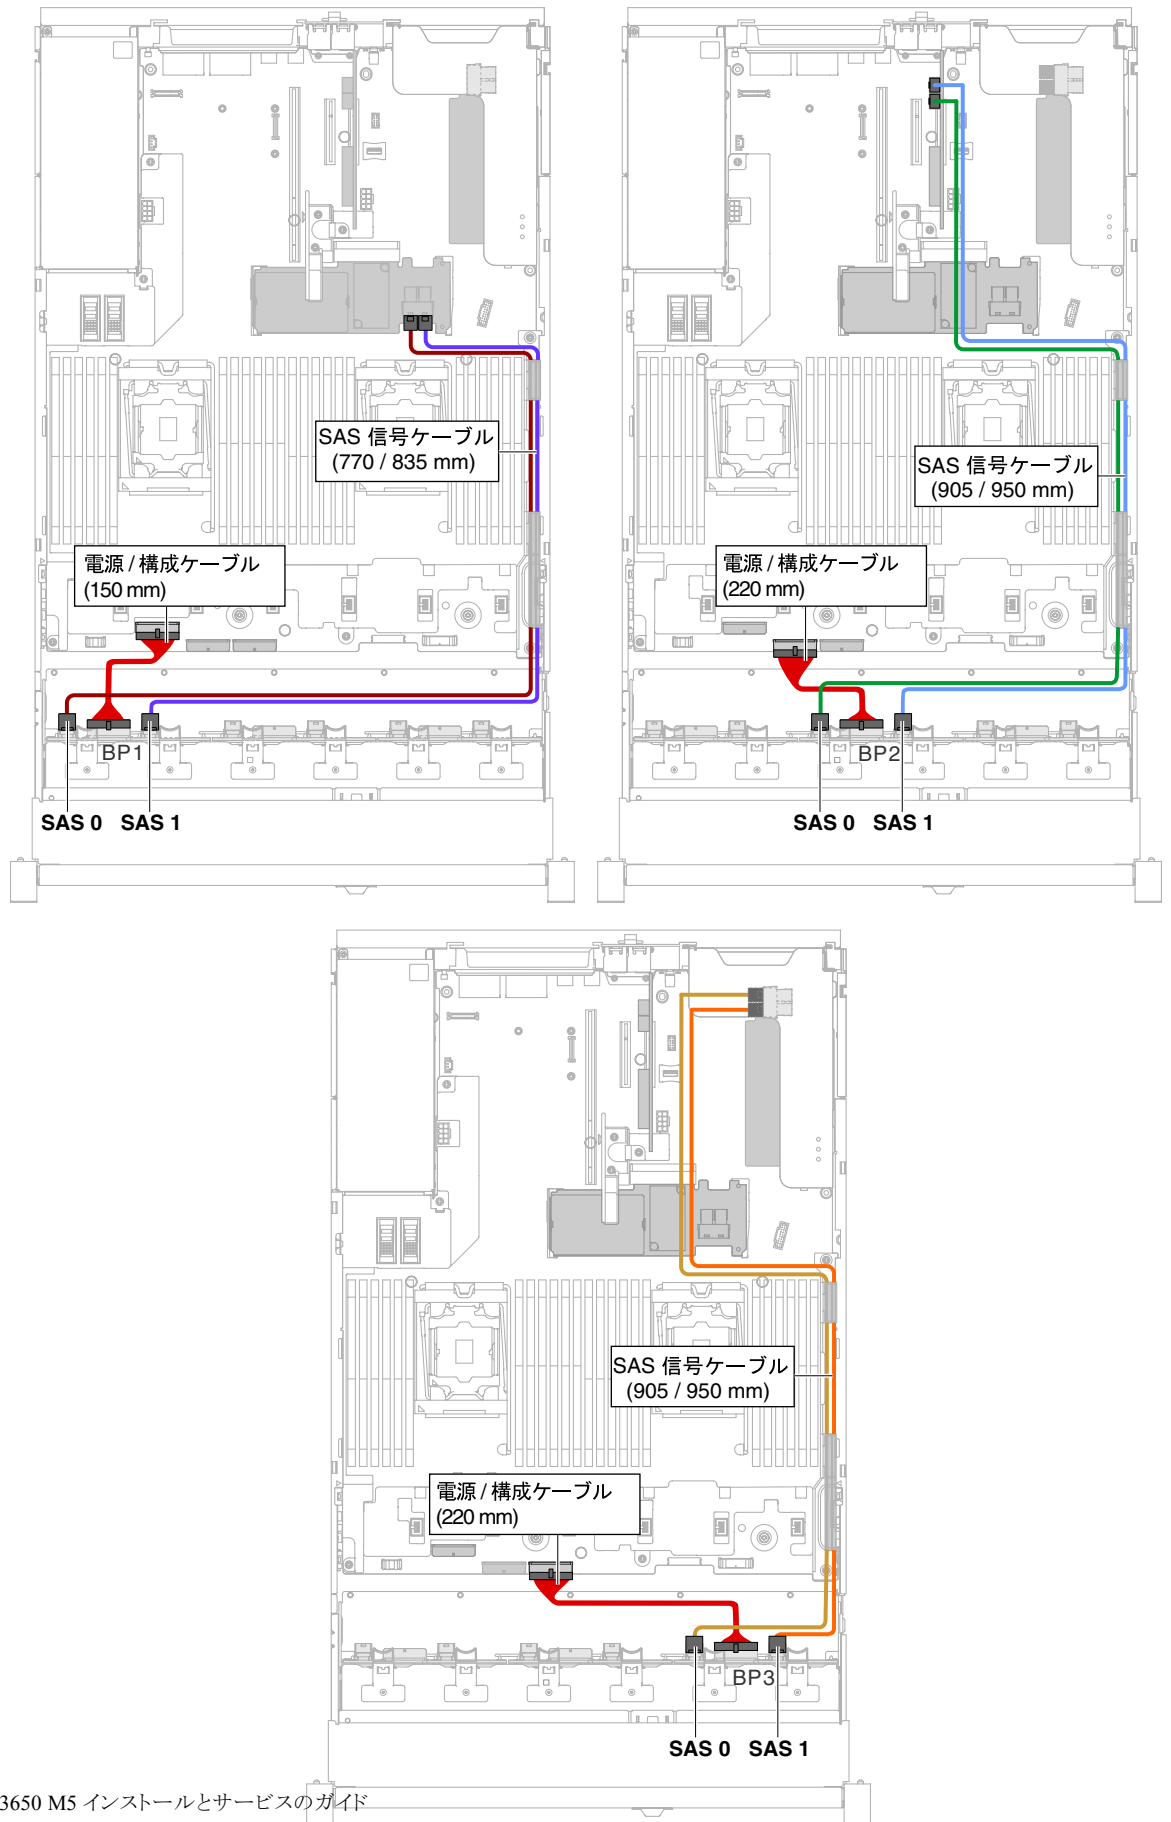 SAS 信号ケーブル
(770 / 835 mm)
電源 / 構成ケーブル
(150 mm)
BP1
SAS 0 SAS 1
SAS 信号ケーブル
(905 / 950 mm)
電源 / 構成ケーブル
(220 mm)
BP2
SAS 0 SAS 1
SAS 信号ケーブル
(905 / 950 mm)
電源 / 構成ケーブル
(220 mm)
BP3
SAS 0 SAS 1
3650 M5 インストールとサービスのガイド